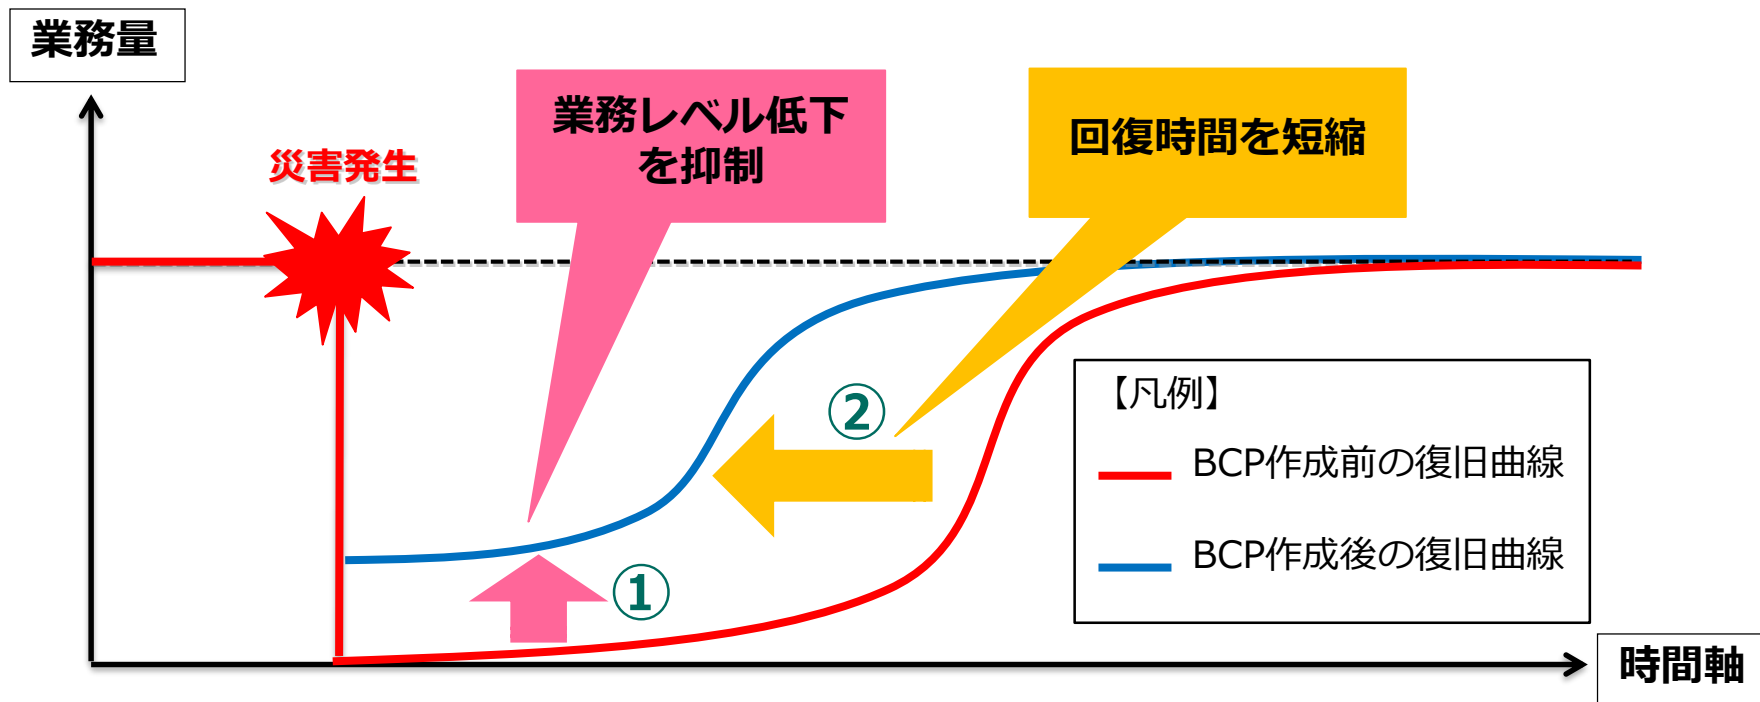 業務量
災害発生
業務レベル低下
を抑制
回復時間を短縮
②
①
【凡例】
BCP作成前の復旧曲線
BCP作成後の復旧曲線
時間軸